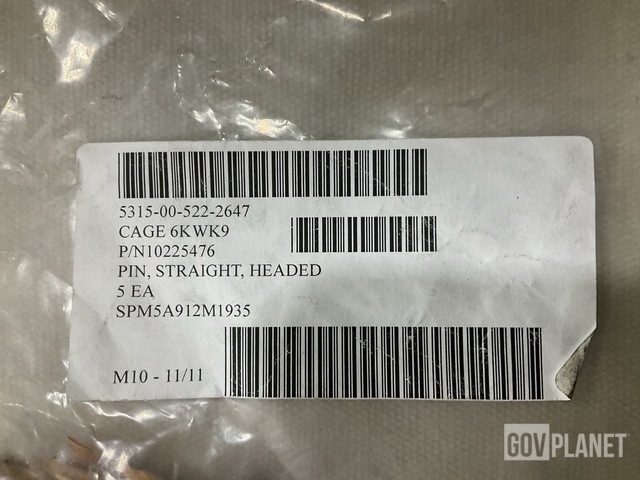 5315-00-522-2647
CAGE 6KWK9
P/N10225476
PIN, STRAIGHT, HEADED
5 EA
SPM5A912M1935
M10 - 11/11
GOVPLANET